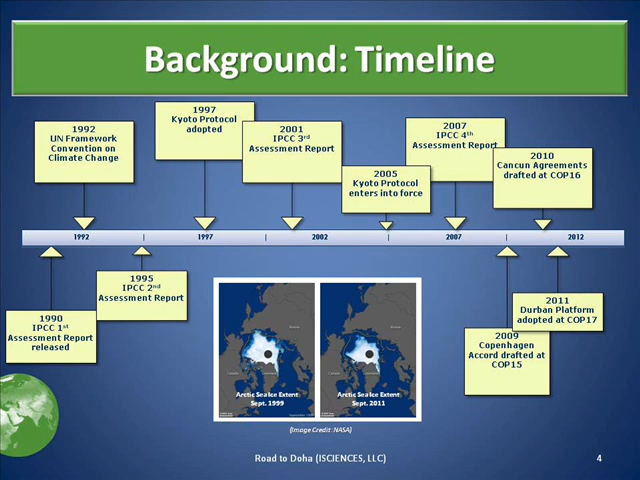 Background: Timeline
1992
UN Framework
Convention on
Climate Change
1997
Kyoto Protocol
adopted
2001
IPCC 3rd
Assessment Report
2005
Kyoto Protocol
enters into force
2007
IPCC 4th
Assessment Report
2010
Cancun Agreements
drafted at COP16
1992 | 1997 | 2002 | 2007 | 2012
1990
IPCC 1st
Assessment Report
released
1995
IPCC 2nd
Assessment Report
Arctic Sea Ice Extent
Sept. 1999
Arctic Sea Ice Extent
Sept. 2011
(Image Credit: NASA)
2009
Copenhagen
Accord drafted at
COP15
2011
Durban Platform
adopted at COP17
Road to Doha (ISCIENCES, LLC)
4